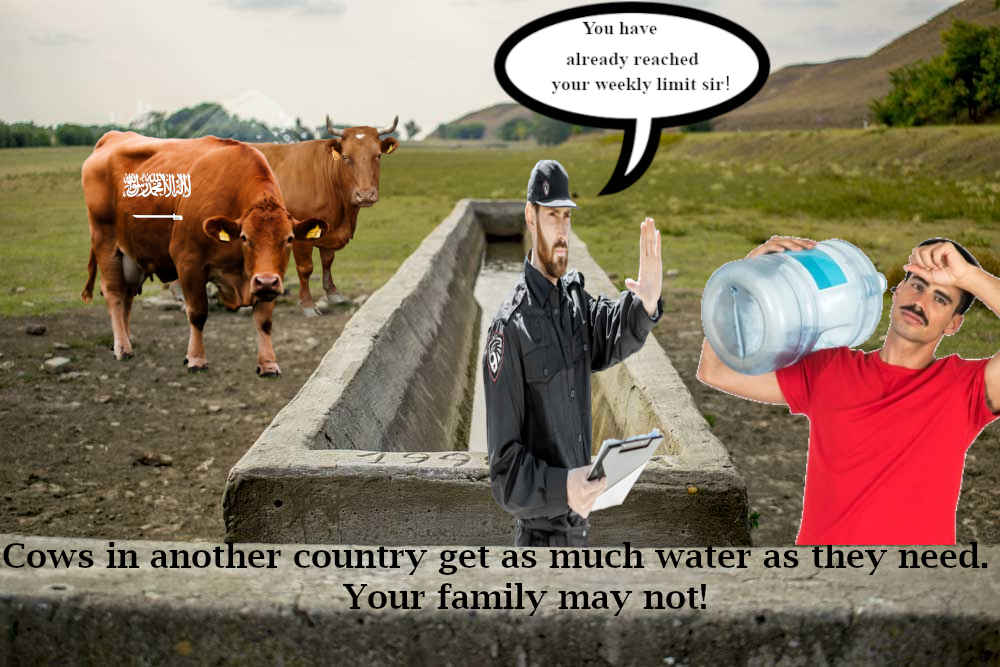 You have
already reached
your weekly limit sir!
لا إله إلا الله محمد رسول الله
Cows in another country get as much water as they need.
Your family may not!